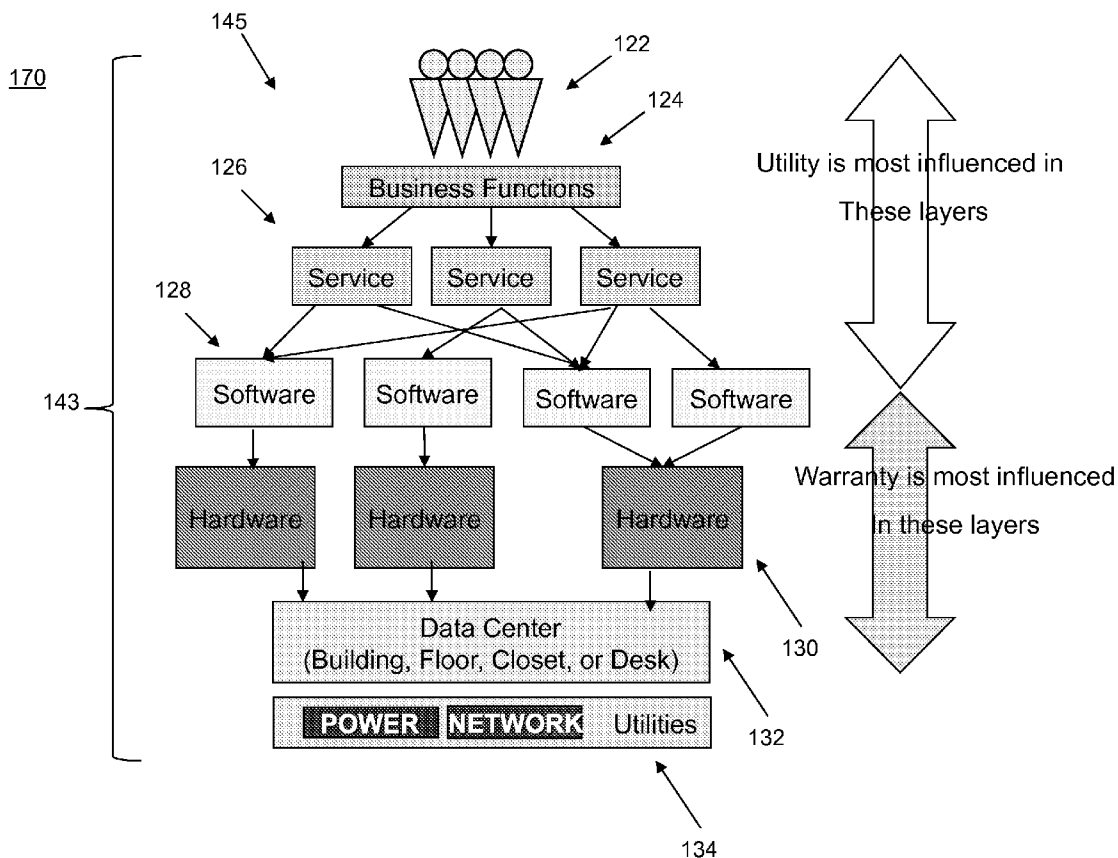 145
170
122
124
Utility is most influenced in
These layers
126
Business Functions
Service Service Service
128
143
Software Software Software Software
Warranty is most influenced
In these layers
Hardware Hardware Hardware
Data Center
(Building, Floor, Closet, or Desk)
130
POWER NETWORK Utilities
132
134